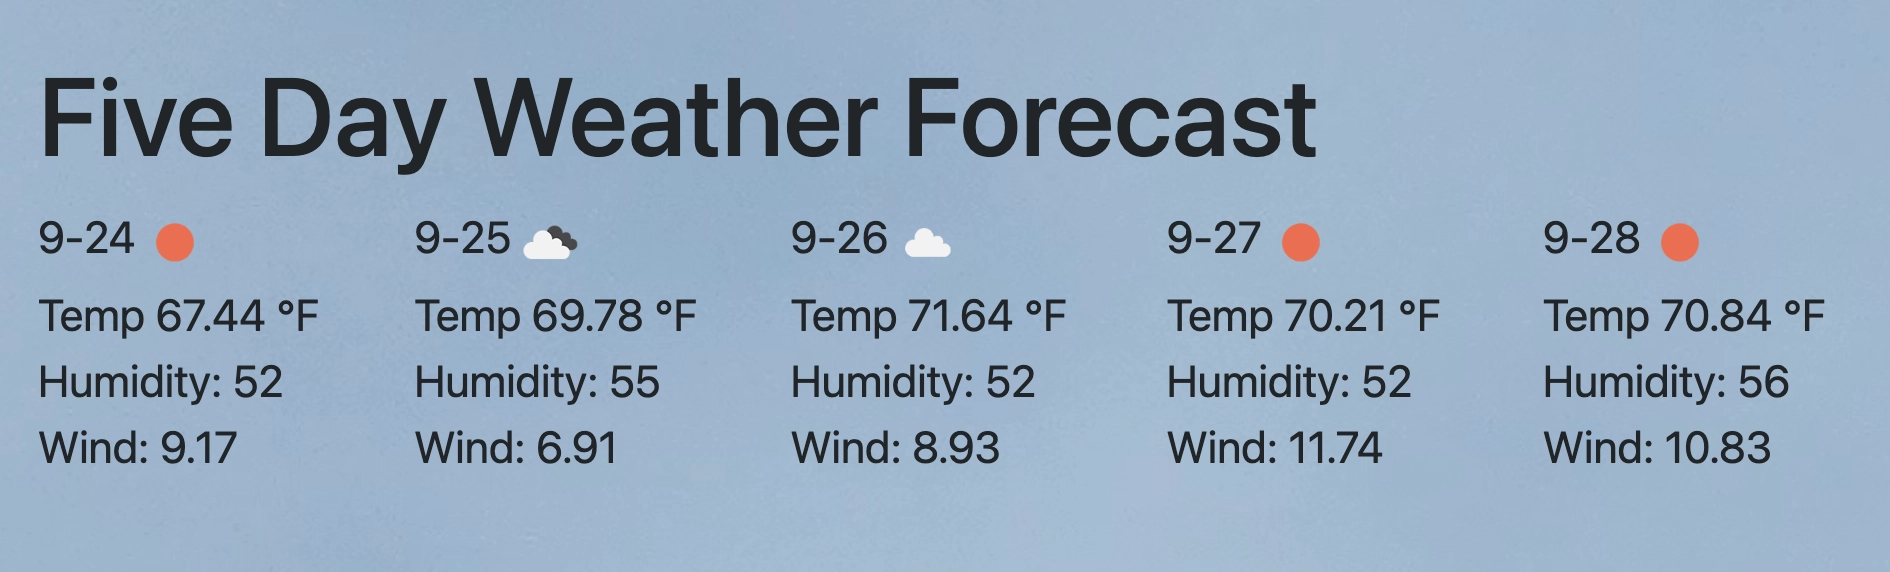 Five Day Weather Forecast
9-24
Temp 67.44 °F
Humidity: 52
Wind: 9.17
9-25
Temp 69.78 °F
Humidity: 55
Wind: 6.91
9-26
Temp 71.64 °F
Humidity: 52
Wind: 8.93
9-27
Temp 70.21 °F
Humidity: 52
Wind: 11.74
9-28
Temp 70.84 °F
Humidity: 56
Wind: 10.83